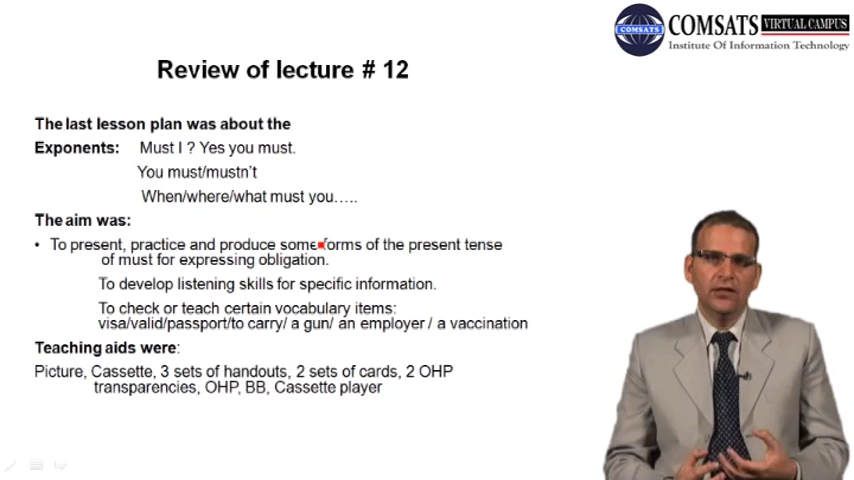 COMSATS
COMSATS VIRTUAL CAMPUS
Institute Of Information Technology
Review of lecture # 12
The last lesson plan was about the
Exponents: Must I ? Yes you must.
You must/mustn't
When/where/what must you…..
The aim was:
• To present, practice and produce some forms of the present tense
of must for expressing obligation.
To develop listening skills for specific information.
To check or teach certain vocabulary items:
visa/valid/passport/to carry/ a gun/ an employer / a vaccination
Teaching aids were:
Picture, Cassette, 3 sets of handouts, 2 sets of cards, 2 OHP
transparencies, OHP, BB, Cassette player